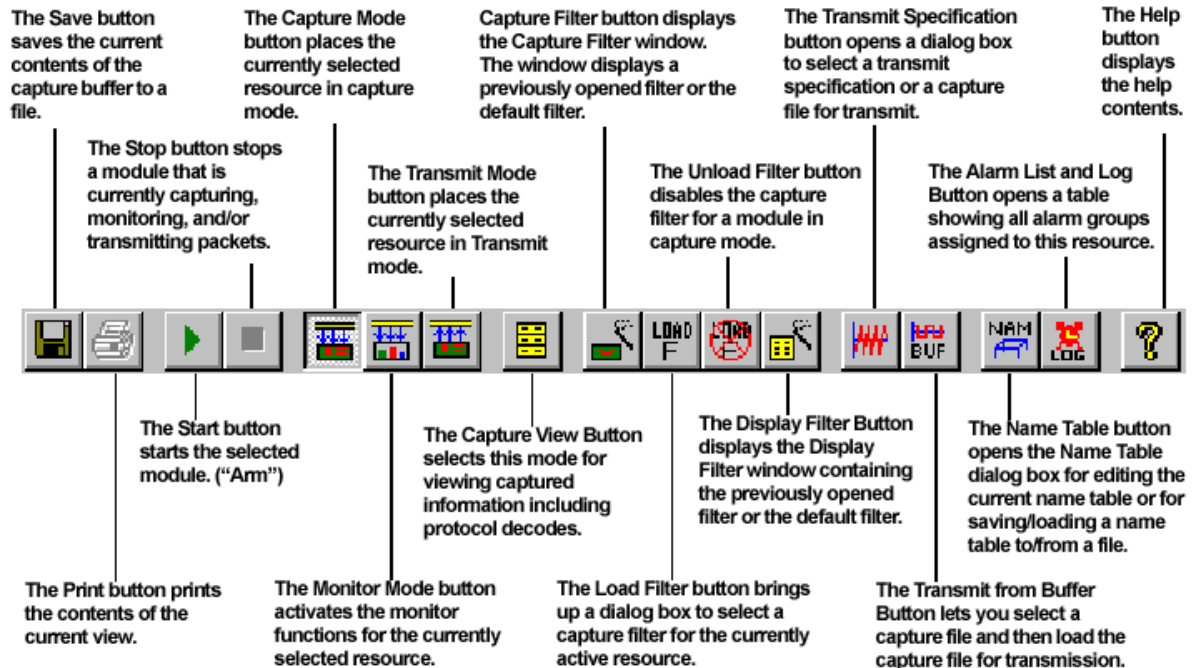 The Save button
saves the current
contents of the
capture buffer to a
file.
The Capture Mode
button places the
currently selected
resource in capture
mode.
Capture Filter button displays
the Capture Filter window.
The window displays a
previously opened filter or the
default filter.
The Transmit Specification
button opens a dialog box
to select a transmit
specification or a capture
file for transmit.
The Help
button
displays
the help
contents.
The Stop button stops
a module that is
currently capturing,
monitoring, and/or
transmitting packets.
The Transmit Mode
button places the
currently selected
resource in Transmit
mode.
The Unload Filter button
disables the capture
filter for a module in
capture mode.
The Alarm List and Log
Button opens a table
showing all alarm groups
assigned to this resource.
LOAD
F
LOAD
F
BUF
NAM
LOG
?
The Start button
starts the selected
module. (“Arm”)
The Capture View Button
selects this mode for
viewing captured
information including
protocol decodes.
The Display Filter Button
displays the Display
Filter window containing
the previously opened
filter or the default filter.
The Name Table button
opens the Name Table
dialog box for editing the
current name table or for
saving/loading a name
table to/from a file.
The Print button prints
the contents of the
current view.
The Monitor Mode button
activates the monitor
functions for the currently
selected resource.
The Load Filter button brings
up a dialog box to select a
capture filter for the currently
active resource.
The Transmit from Buffer
Button lets you select a
capture file and then load the
capture file for transmission.